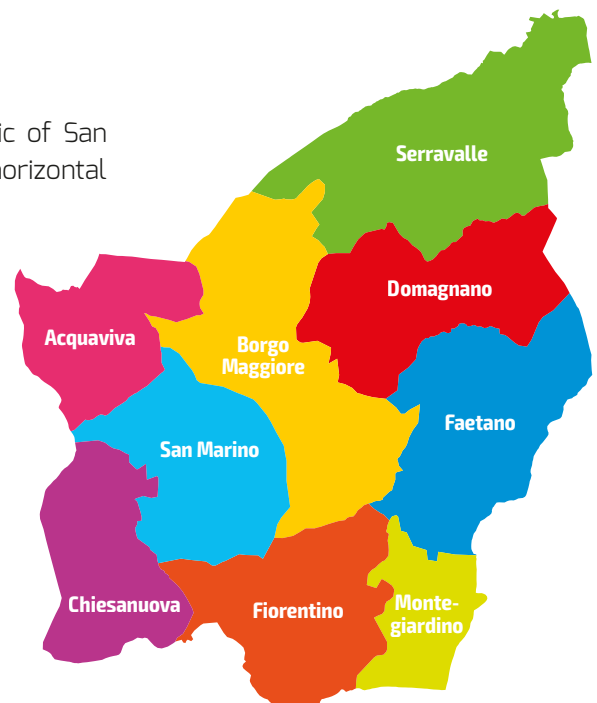 ic of San
horizontal
Serravalle
Domagnano
Acquaviva
Borgo
Maggiore
Faetano
San Marino
Chiesanuova
Fiorentino
Monte-
giardino